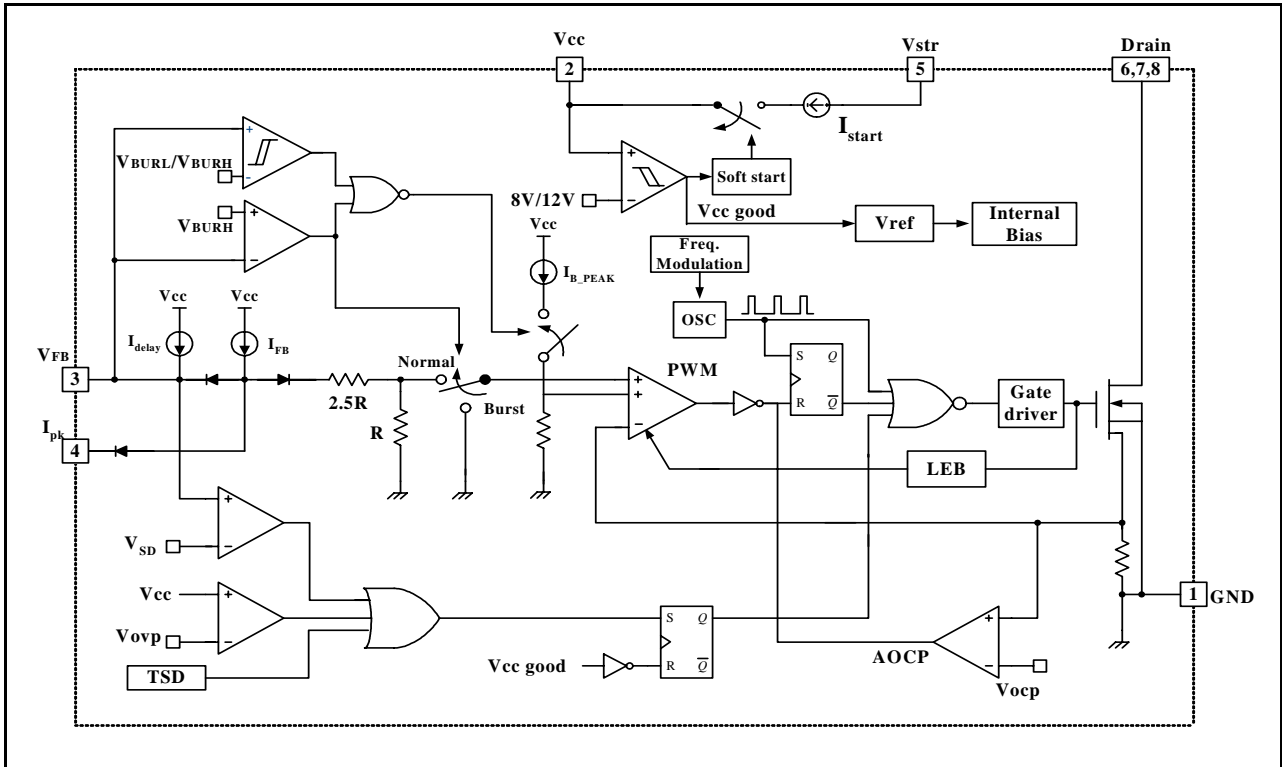 Vcc
Vstr
Drain
2
5
6,7,8
+
VBURL/VBURH
-
Istart
+
8V/12V
−
Soft start
Vcc good
Vref
Internal
Bias
VBURH
+
−
Vcc
IB_PEAK
Freq.
Modulation
OSC
Vcc
Vcc
Idelay
IFB
VFB
3
2.5R
R
Normal
Burst
+
+
−
PWM
S
Q
R
Q
Gate
driver
LEB
Ipk
4
+
VSD
−
Vcc
+
Vovp
−
TSD
Vcc good
S
Q
R
Q
AOCP
+
−
Vocp
1
GND